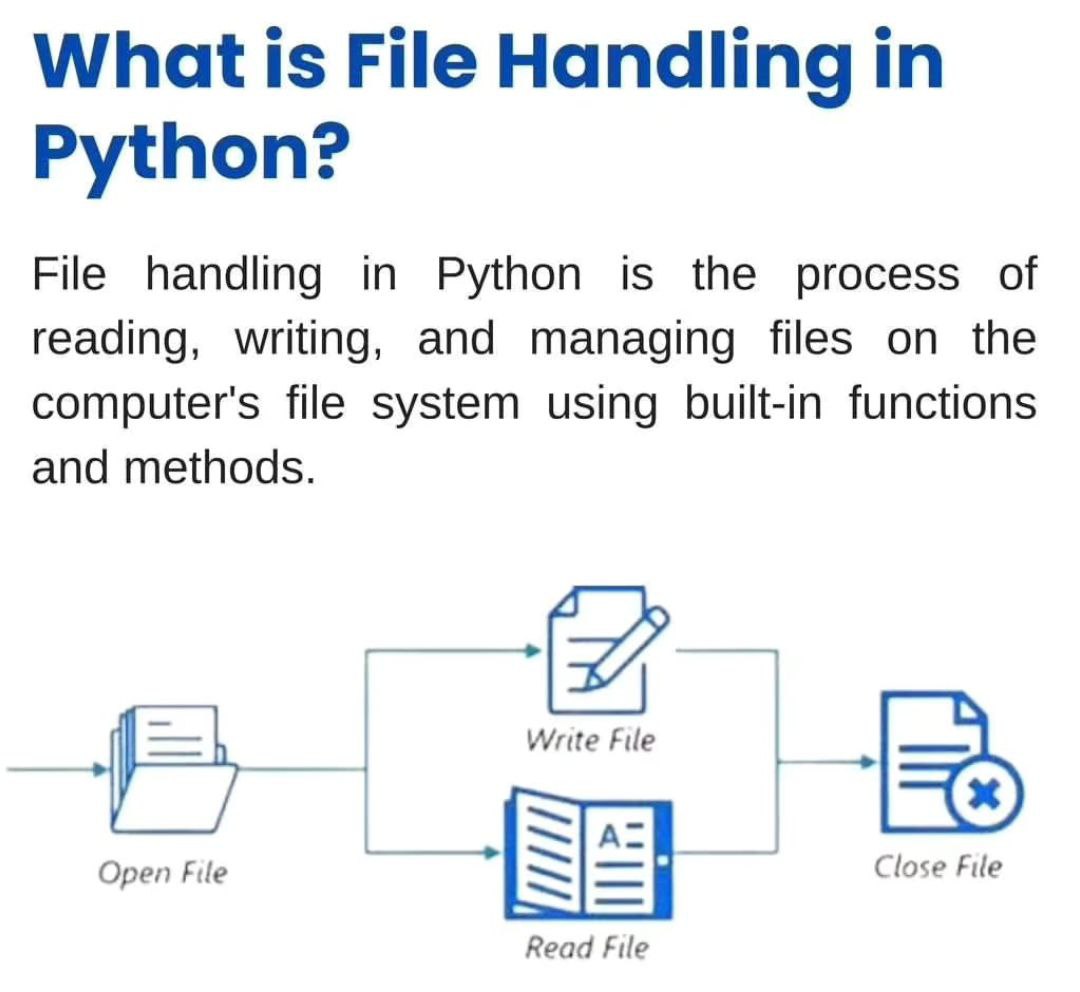 What is File Handling in
Python?
File handling in Python is the process of
reading, writing, and managing files on the
computer's file system using built-in functions
and methods.
Write File
Open File
Close File
Read File